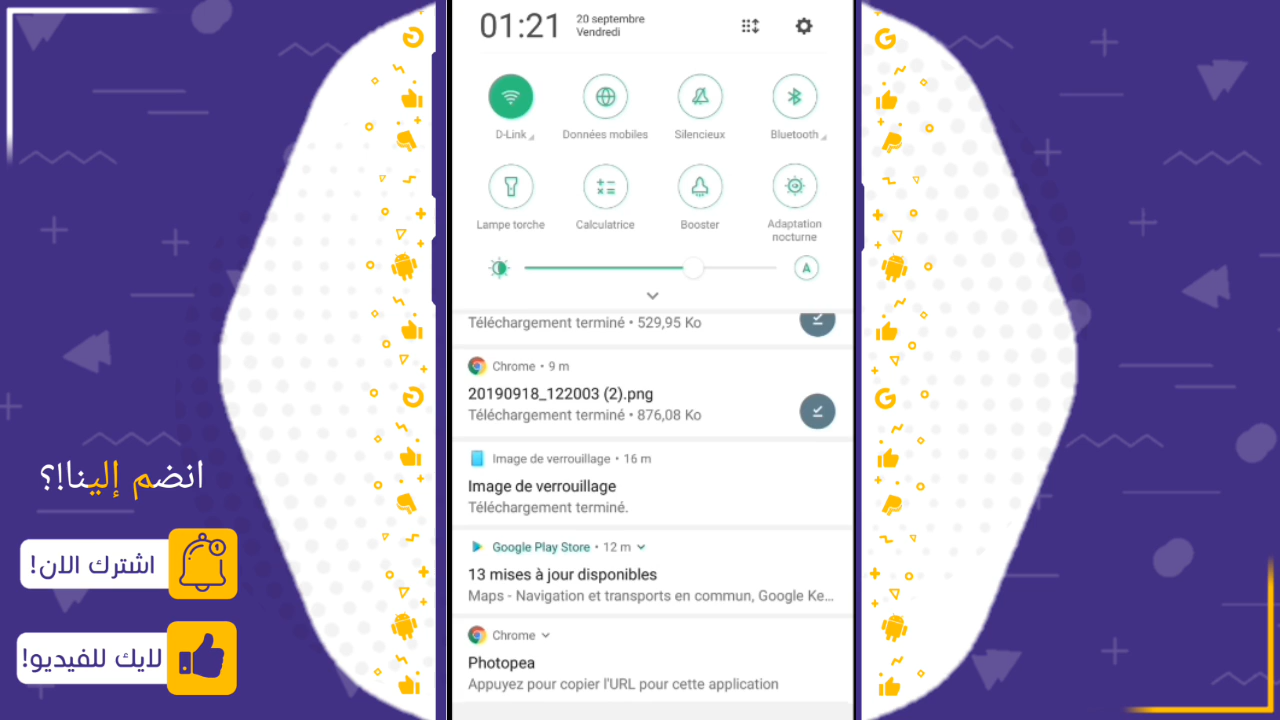 01:21
20 septembre
Vendredi
D-Link
Données mobiles
Silencieux
Bluetooth
Lampe torche
Calculatrice
Booster
Adaptation
nocturne
A
Téléchargement terminé • 529,95 Ko
Chrome • 9 m
20190918_122003 (2).png
Téléchargement terminé • 876,08 Ko
Image de verrouillage • 16 m
Image de verrouillage
Téléchargement terminé.
Google Play Store • 12 m
13 mises à jour disponibles
Maps - Navigation et transports en commun, Google Ke...
Chrome
Photopea
Appuyez pour copier l'URL pour cette application
انضم إلينا!؟
اشترك الان!
1
لايك للفيديو!